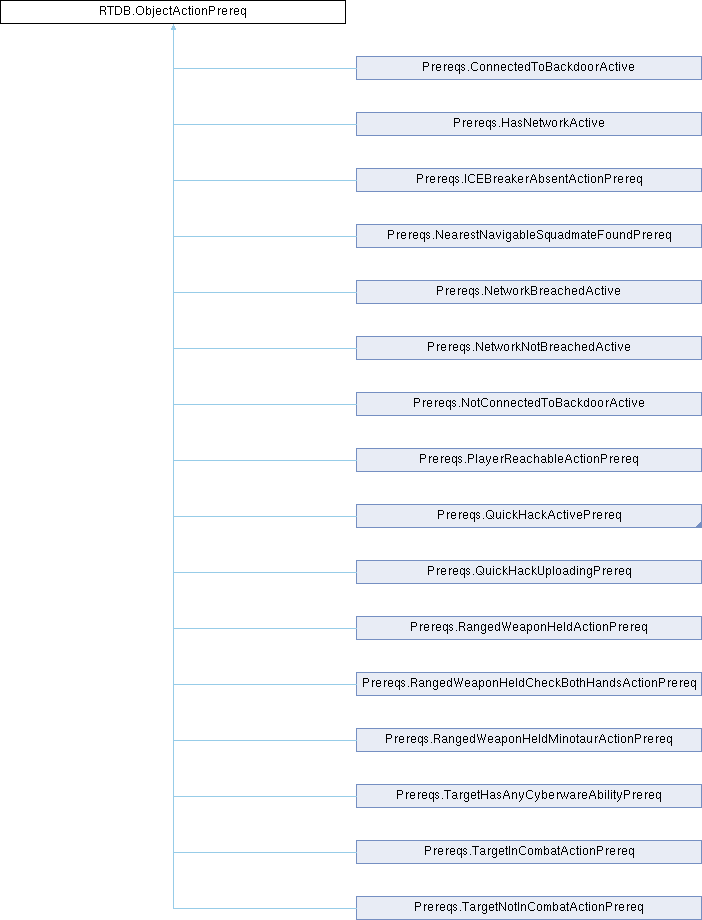 RTDB.ObjectActionPrereq
Prereqs.ConnectedToBackdoorActive
Prereqs.HasNetworkActive
Prereqs.ICEBreakerAbsentActionPrereq
Prereqs.NearestNavigableSquadmateFoundPrereq
Prereqs.NetworkBreachedActive
Prereqs.NetworkNotBreachedActive
Prereqs.NotConnectedToBackdoorActive
Prereqs.PlayerReachableActionPrereq
Prereqs.QuickHackActivePrereq
Prereqs.QuickHackUploadingPrereq
Prereqs.RangedWeaponHeldActionPrereq
Prereqs.RangedWeaponHeldCheckBothHandsActionPrereq
Prereqs.RangedWeaponHeldMinotaurActionPrereq
Prereqs.TargetHasAnyCyberwareAbilityPrereq
Prereqs.TargetInCombatActionPrereq
Prereqs.TargetNotInCombatActionPrereq